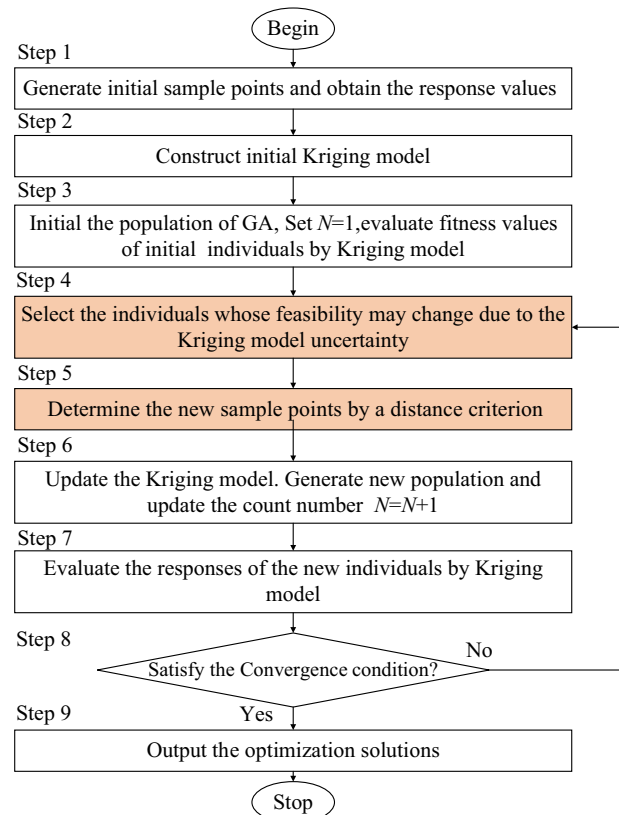 Begin
Step 1
Generate initial sample points and obtain the response values
Step 2
Construct initial Kriging model
Step 3
Initial the population of GA, Set N=1,evaluate fitness values
of initial individuals by Kriging model
Step 4
Select the individuals whose feasibility may change due to the
Kriging model uncertainty
Step 5
Determine the new sample points by a distance criterion
Step 6
Update the Kriging model. Generate new population and
update the count number N=N+1
Step 7
Evaluate the responses of the new individuals by Kriging
model
Step 8
Satisfy the Convergence condition?
No
Yes
Step 9
Output the optimization solutions
Stop